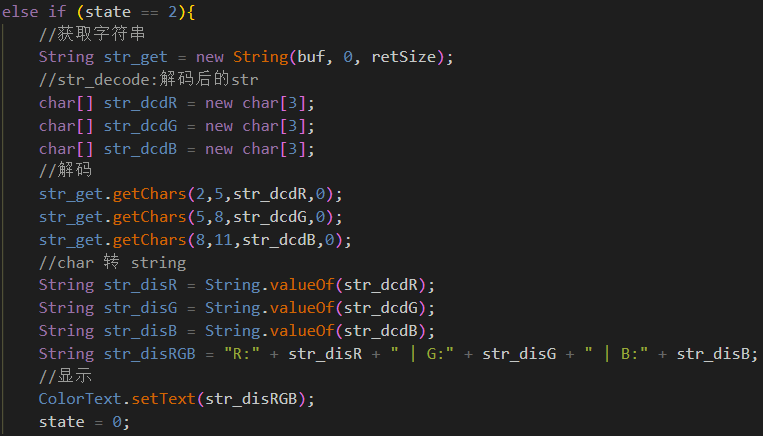 else if (state == 2){
//获取字符串
String str_get = new String(buf, 0, retSize);
//str_decode:解码后的str
char[] str_dcdR = new char[3];
char[] str_dcdG = new char[3];
char[] str_dcdB = new char[3];
//解码
str_get.getChars(2,5,str_dcdR,0);
str_get.getChars(5,8,str_dcdG,0);
str_get.getChars(8,11,str_dcdB,0);
//char 转 string
String str_disR = String.valueOf(str_dcdR);
String str_disG = String.valueOf(str_dcdG);
String str_disB = String.valueOf(str_dcdB);
String str_disRGB = "R:" + str_disR + " | G:" + str_disG + " | B:" + str_disB;
//显示
ColorText.setText(str_disRGB);
state = 0;